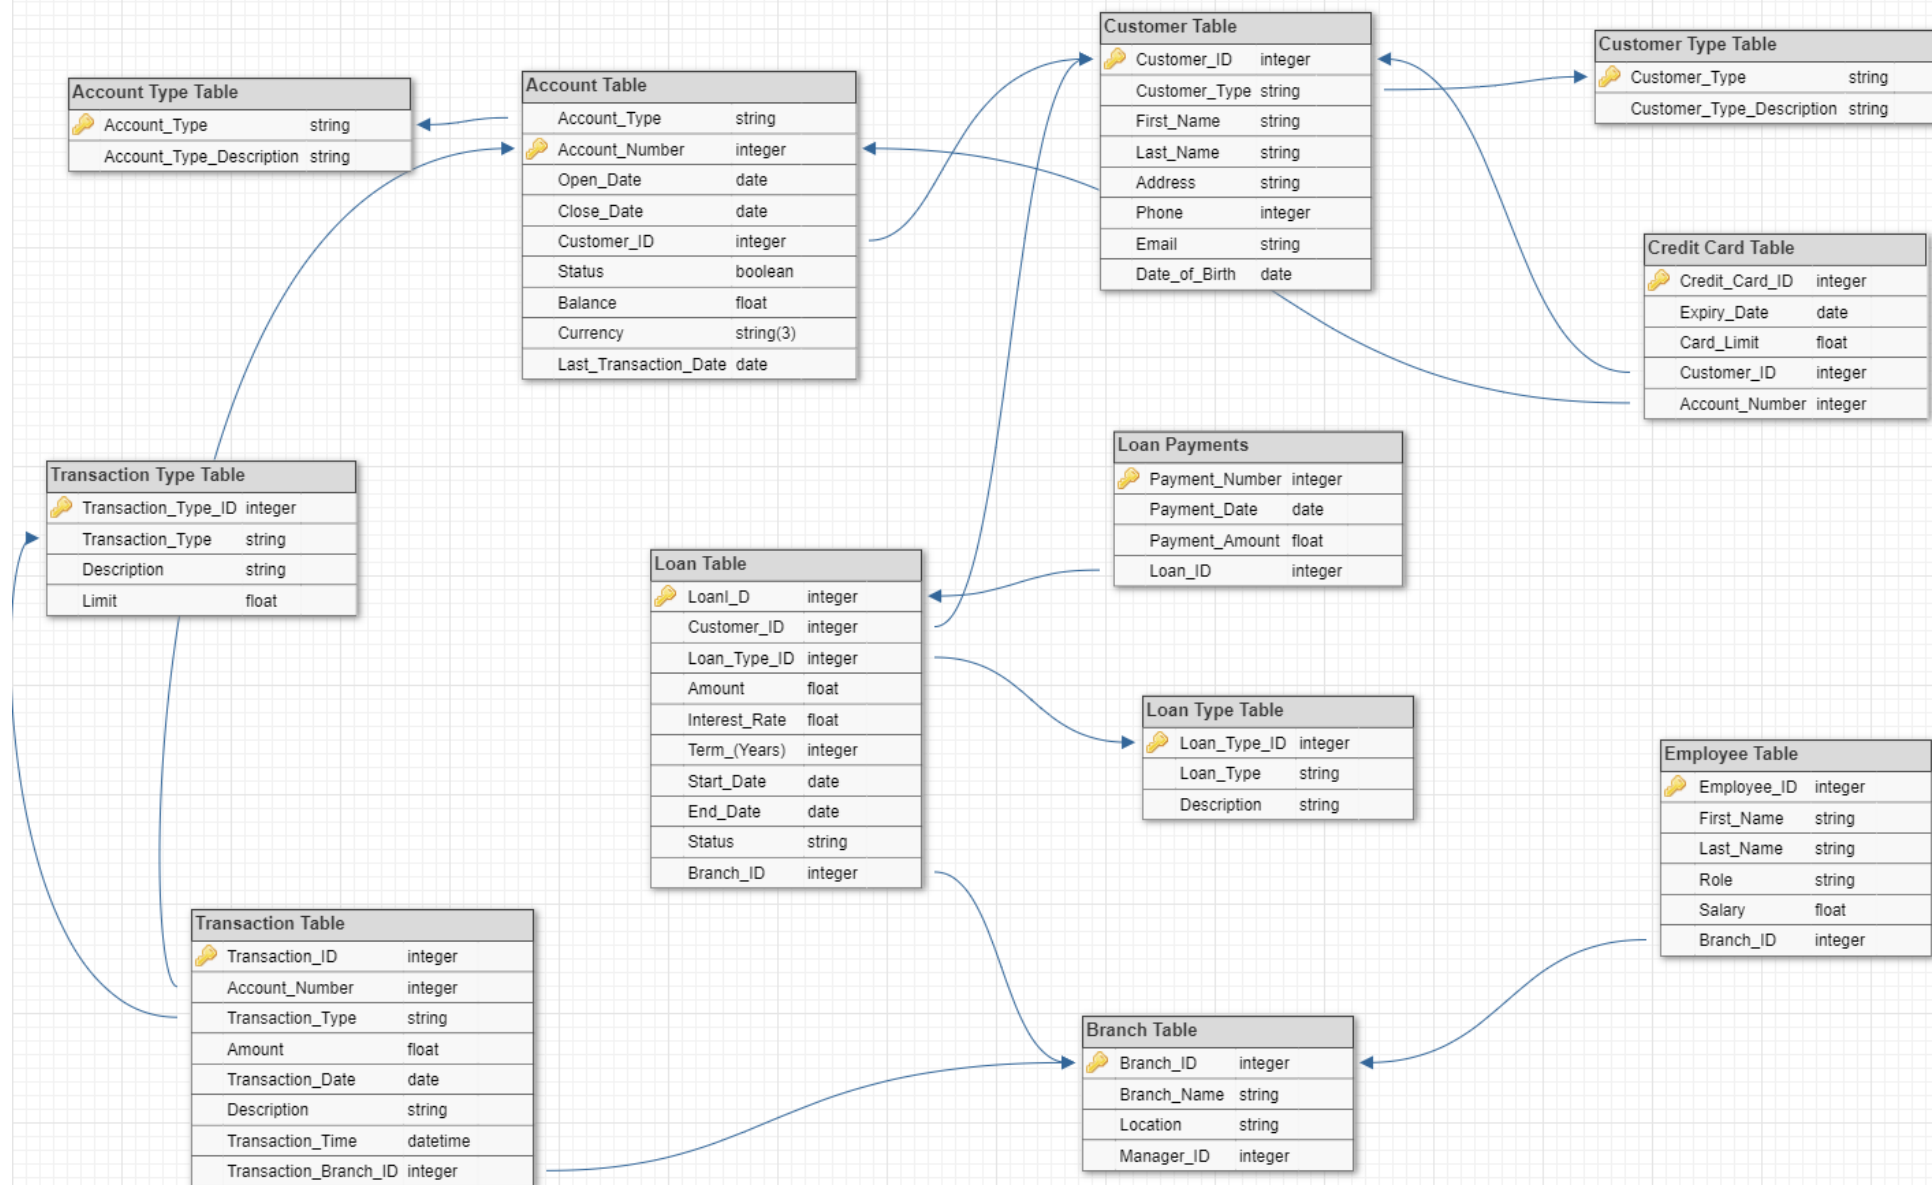 Account Type Table
Account_Type string
Account_Type_Description string
Account Table
Account_Type string
Account_Number integer
Open_Date date
Close_Date date
Customer_ID integer
Status boolean
Balance float
Currency string(3)
Last_Transaction_Date date
Customer Table
Customer_ID integer
Customer_Type string
First_Name string
Last_Name string
Address string
Phone integer
Email string
Date_of_Birth date
Customer Type Table
Customer_Type string
Customer_Type_Description string
Credit Card Table
Credit_Card_ID integer
Expiry_Date date
Card_Limit float
Customer_ID integer
Account_Number integer
Transaction Type Table
Transaction_Type_ID integer
Transaction_Type string
Description string
Limit float
Loan Payments
Payment_Number integer
Payment_Date date
Payment_Amount float
Loan_ID integer
Loan Table
LoanI_D integer
Customer_ID integer
Loan_Type_ID integer
Amount float
Interest_Rate float
Term_(Years) integer
Start_Date date
End_Date date
Status string
Branch_ID integer
Loan Type Table
Loan_Type_ID integer
Loan_Type string
Description string
Employee Table
Employee_ID integer
First_Name string
Last_Name string
Role string
Salary float
Branch_ID integer
Transaction Table
Transaction_ID integer
Account_Number integer
Transaction_Type string
Amount float
Transaction_Date date
Description string
Transaction_Time datetime
Transaction_Branch_ID integer
Branch Table
Branch_ID integer
Branch_Name string
Location string
Manager_ID integer